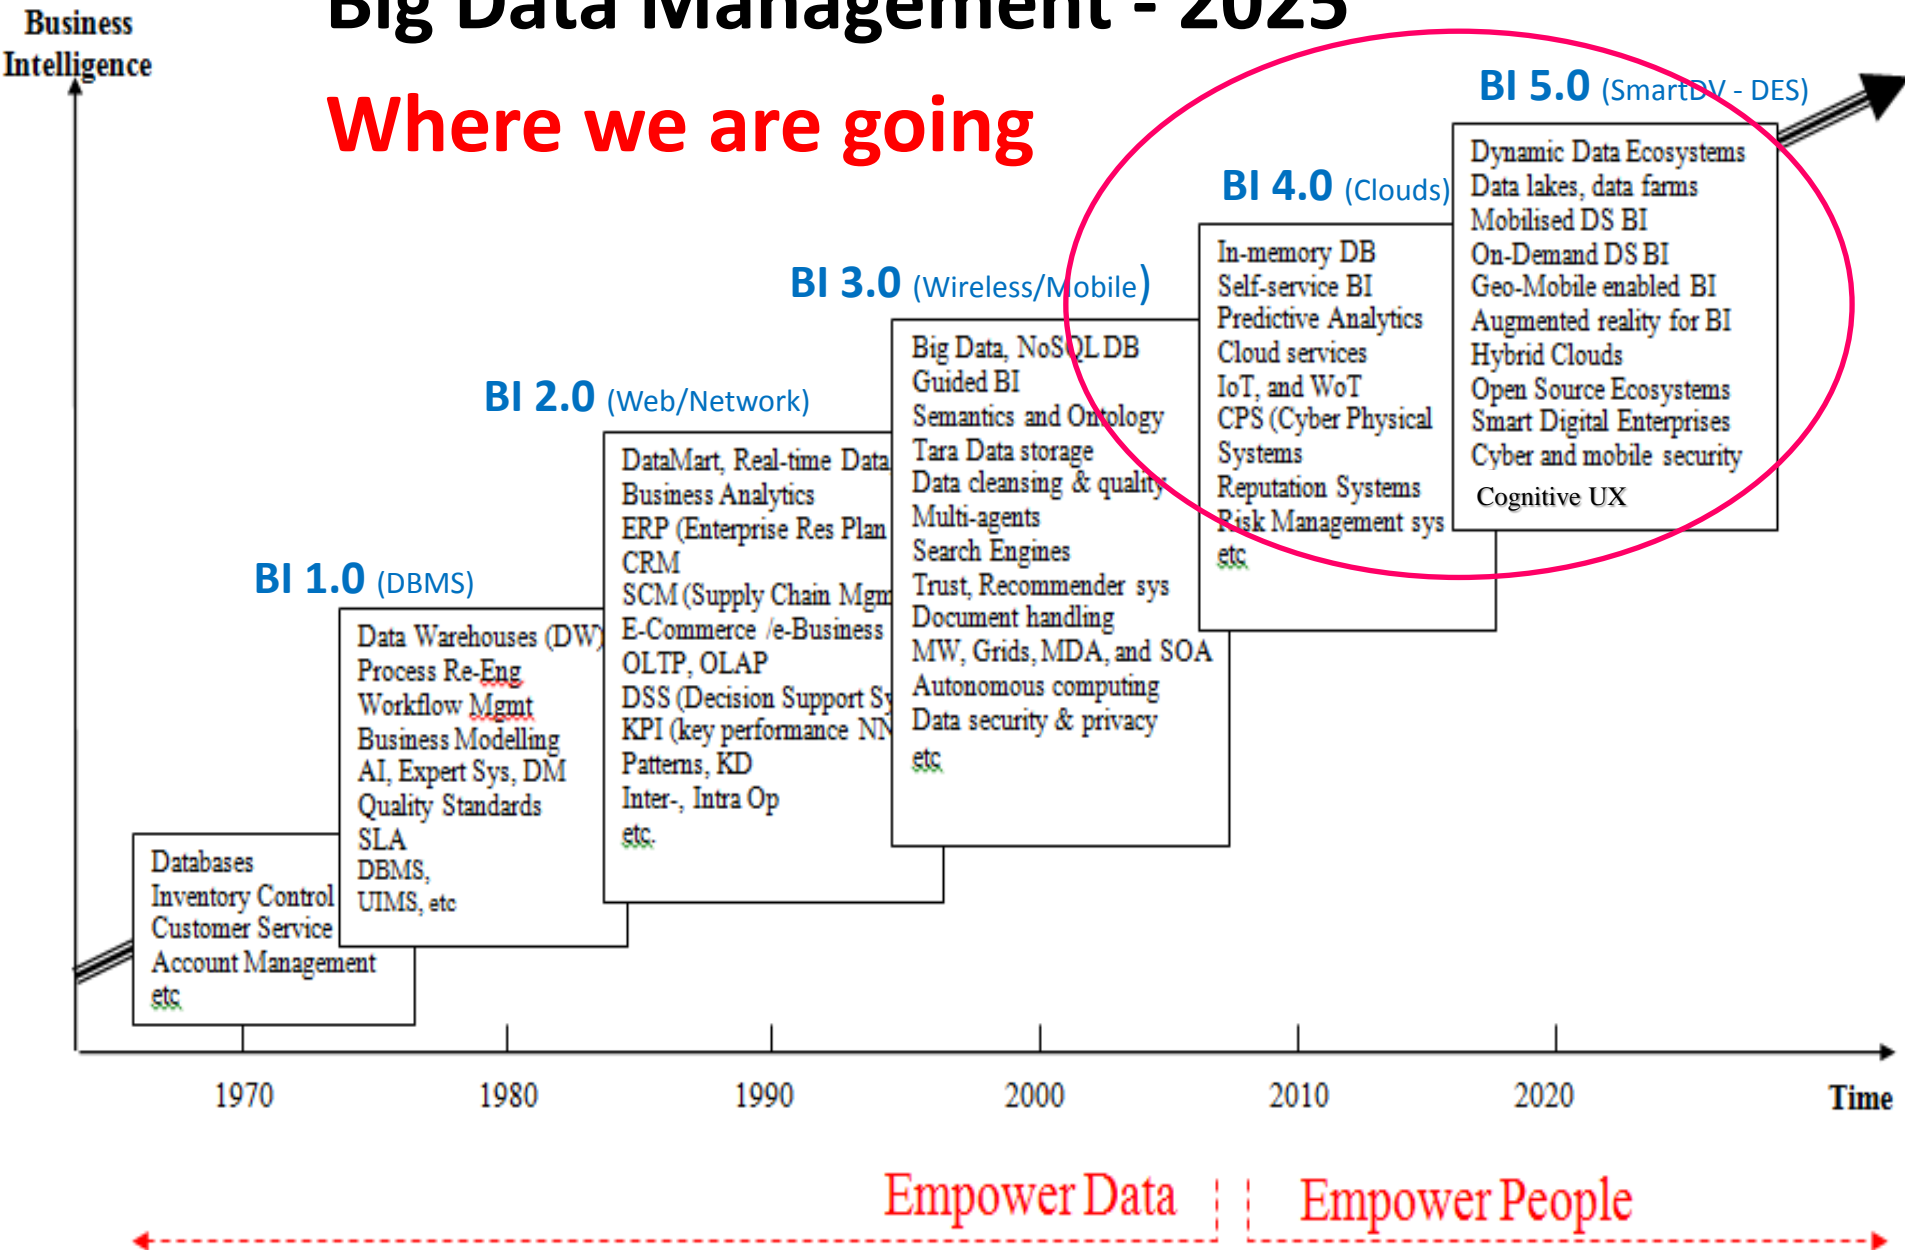 Big Data Management - 2025
Where we are going
Business
Intelligence
BI 5.0 (SmartDV - DES)
Dynamic Data Ecosystems
Data lakes, data farms
Mobilised DS BI
On-Demand DS BI
Geo-Mobile enabled BI
Augmented reality for BI
Hybrid Clouds
Open Source Ecosystems
Smart Digital Enterprises
Cyber and mobile security
Cognitive UX
BI 4.0 (Clouds)
In-memory DB
Self-service BI
Predictive Analytics
Cloud services
IoT, and WoT
CPS (Cyber Physical
Systems
Reputation Systems
Risk Management sys
etc
BI 3.0 (Wireless/Mobile)
Big Data, NoSQL DB
Guided BI
Semantics and Ontology
Tara Data storage
Data cleansing & quality
Multi-agents
Search Engines
Trust, Recommender sys
Document handling
MW, Grids, MDA, and SOA
Autonomous computing
Data security & privacy
etc
BI 2.0 (Web/Network)
DataMart, Real-time Data
Business Analytics
ERP (Enterprise Res Plan
CRM
SCM (Supply Chain Mgm
E-Commerce /e-Business
OLTP, OLAP
DSS (Decision Support Sy
KPI (key performance NN
Patterns, KD
Inter-, Intra Op
etc.
BI 1.0 (DBMS)
Data Warehouses (DW)
Process Re-Eng
Workflow Mgmt
Business Modelling
AI, Expert Sys, DM
Quality Standards
SLA
DBMS,
UIMS, etc
Databases
Inventory Control
Customer Service
Account Management
etc
1970 1980 1990 2000 2010 2020 Time
Empower Data Empower People